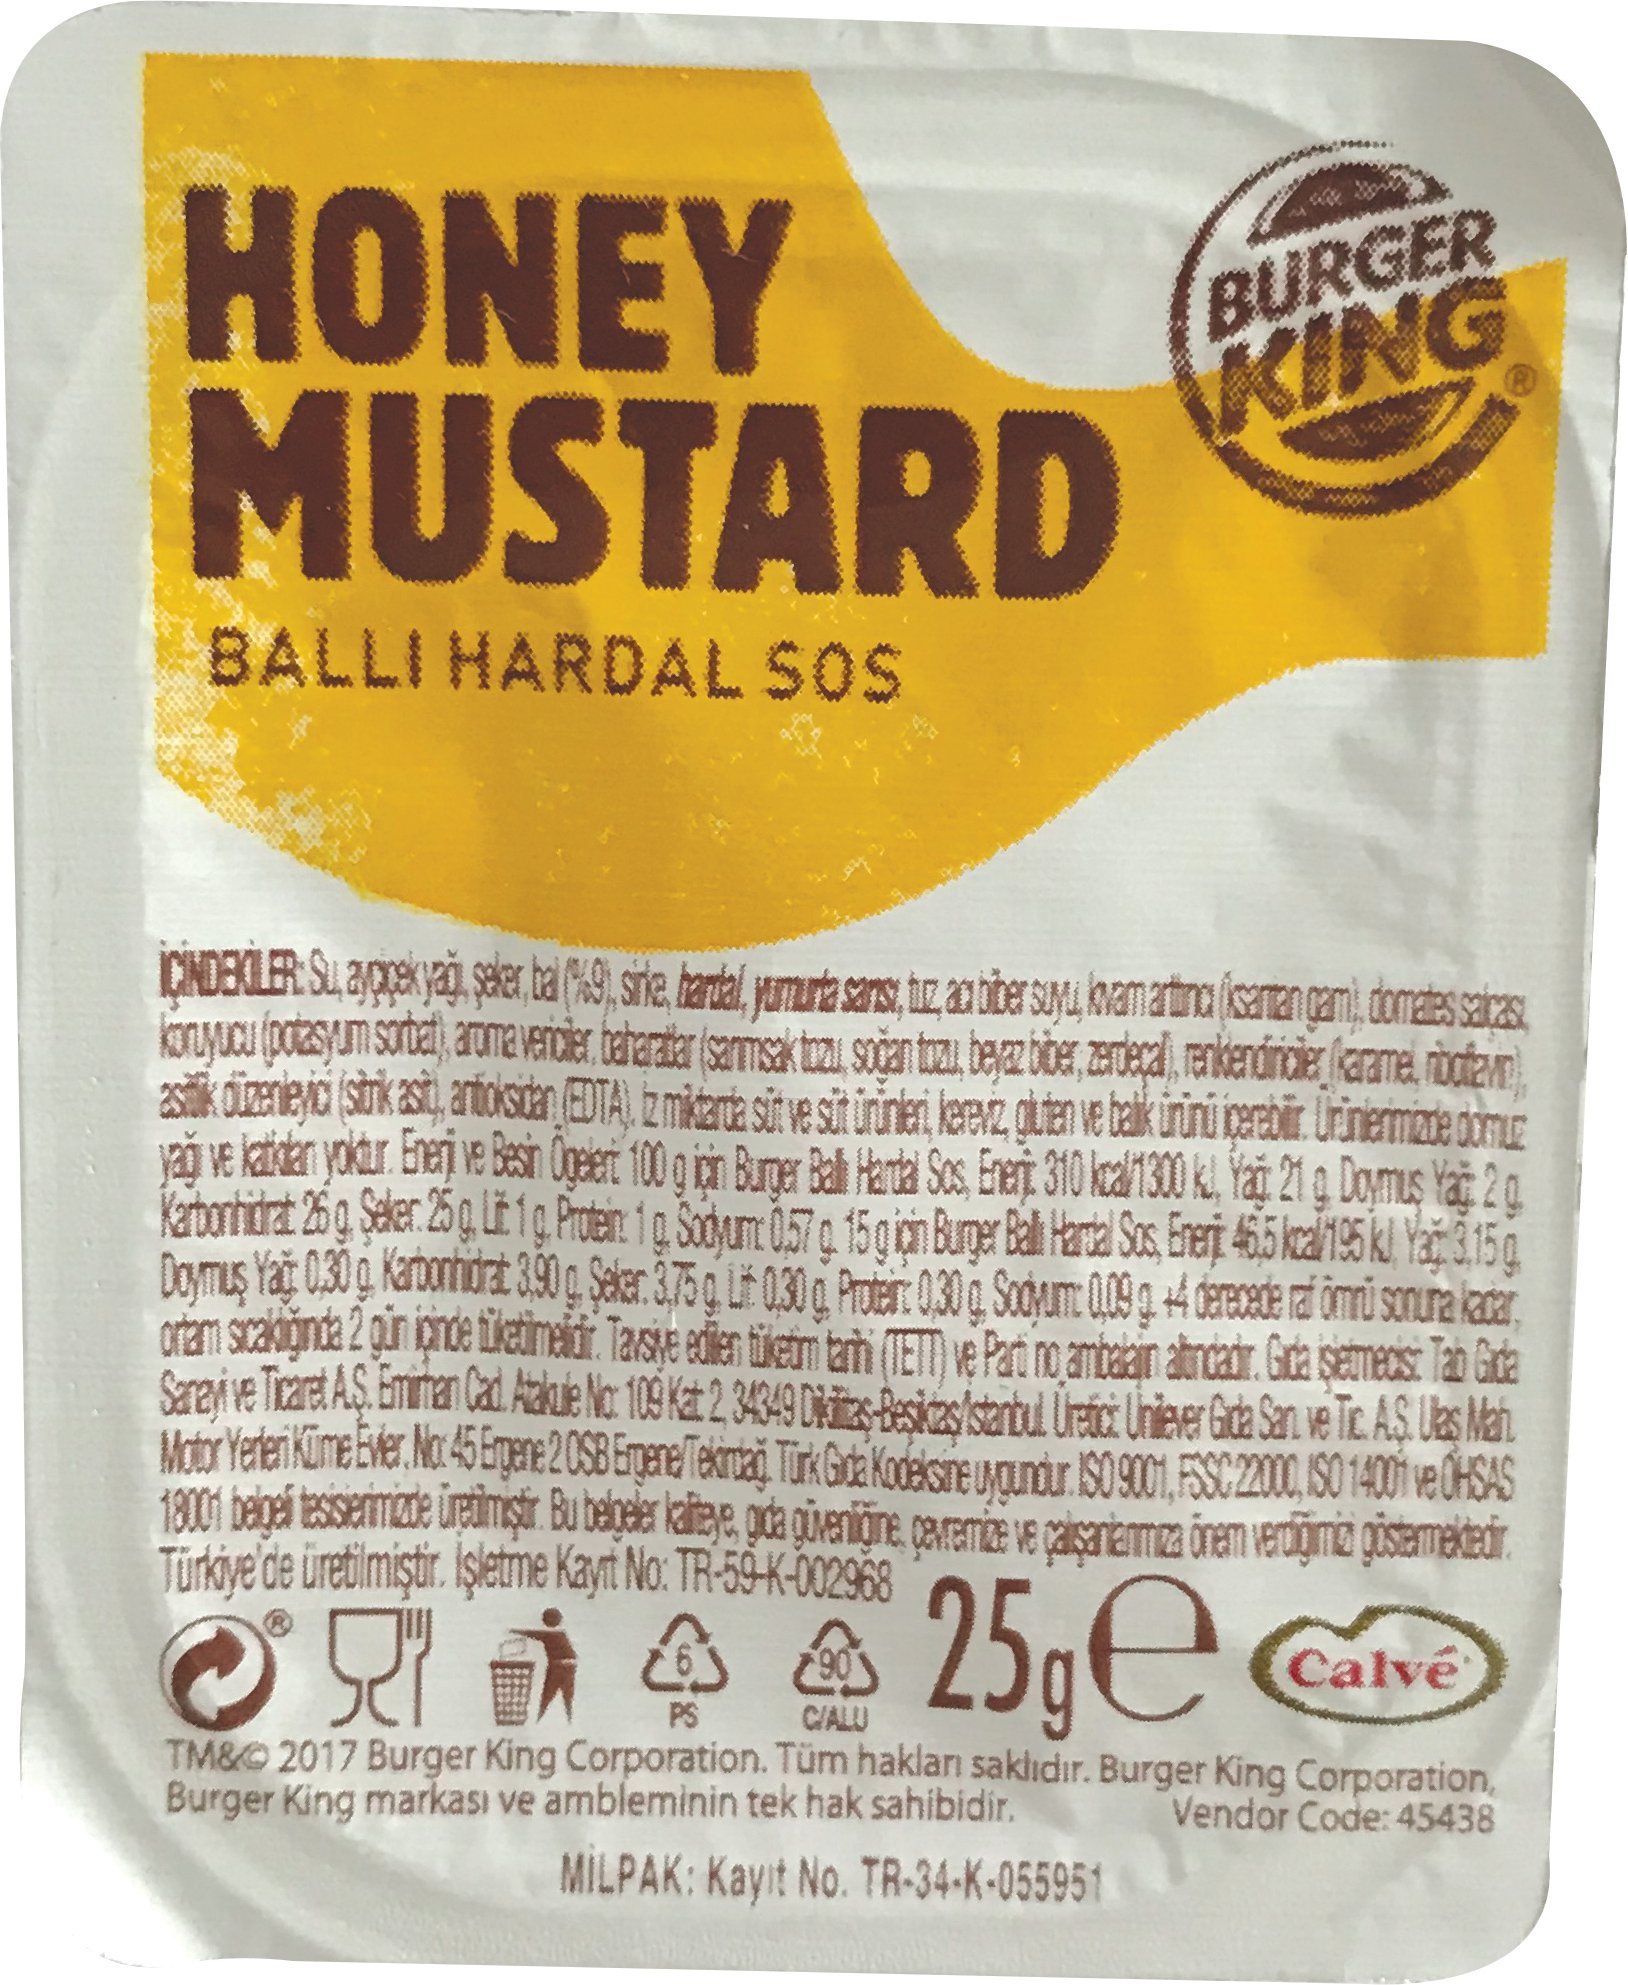 HONEY
MUSTARD
BALLI HARDAL SOS
BURGER
KING®
İÇİNDEKİLER: Su, ayçiçek yağı, şeker, bal (%9), sirke, hardal, yumurta sarısı, tuz, acı biber suyu, kıvam arttırıcı (ksantan gam), domates salçası,
koruyucu (potasyum sorbat), aroma vericiler, baharatlar (sarımsak tozu, soğan tozu, beyaz biber, zerdeçal), renklendiriciler (karamel, riboflavin),
asitlik düzenleyici (sitrik asit), antioksidan (EDTA). İz miktarda süt ve süt ürünleri, kereviz, gluten ve balık ürünü içerebilir. Ürünlerimizde domuz
yağı ve katkıları yoktur. Enerji ve Besin Ögeleri: 100 g için Burger Ballı Hardal Sos, Enerji: 310 kcal/1300 kJ, Yağ: 21 g, Doymuş Yağ: 2 g,
Karbonhidrat: 26 g, Şeker: 25 g, Lif: 1 g, Protein: 1 g, Sodyum: 0,57 g. 15 g için Burger Ballı Hardal Sos, Enerji: 46,5 kcal/195 kJ, Yağ: 3,15 g,
Doymuş Yağ: 0,30 g, Karbonhidrat: 3,90 g, Şeker: 3,75 g, Lif: 0,30 g, Protein: 0,30 g, Sodyum: 0,09 g. +4 derecede raf ömrü sonuna kadar,
ortam sıcaklığında 2 gün içinde tüketilmelidir. Tavsiye edilen tüketim tarihi (TETT) ve Parti no ambalajın altındadır. Gıda işletmecisi: Tab Gıda
Sanayi ve Ticaret A.Ş. Emirhan Cad. Atakule No: 109 Kat: 2, 34349 Dikilitaş-Beşiktaş/İstanbul. Üretici: Unilever Gıda San. ve Tic. A.Ş. Ulaş Mah.
Motor Yerleri Küme Evler, No: 45 Ergene 2 OSB Ergene/Tekirdağ. Türk Gıda Kodeksine uygundur. ISO 9001, FSSC 22000, ISO 14001 ve OHSAS
18001 belgeli tesislerimizde üretilmiştir. Bu belgeler kaliteye, gıda güvenliğine, çevremize ve çalışanlarımıza önem verdiğimizi göstermektedir.
Türkiye'de üretilmiştir. İşletme Kayıt No: TR-59-K-002968
® 6 PS 90 C/ALU 25g e Calvé
TM&© 2017 Burger King Corporation. Tüm hakları saklıdır. Burger King Corporation,
Burger King markası ve ambleminin tek hak sahibidir. Vendor Code: 45438
MİLPAK: Kayıt No. TR-34-K-055951